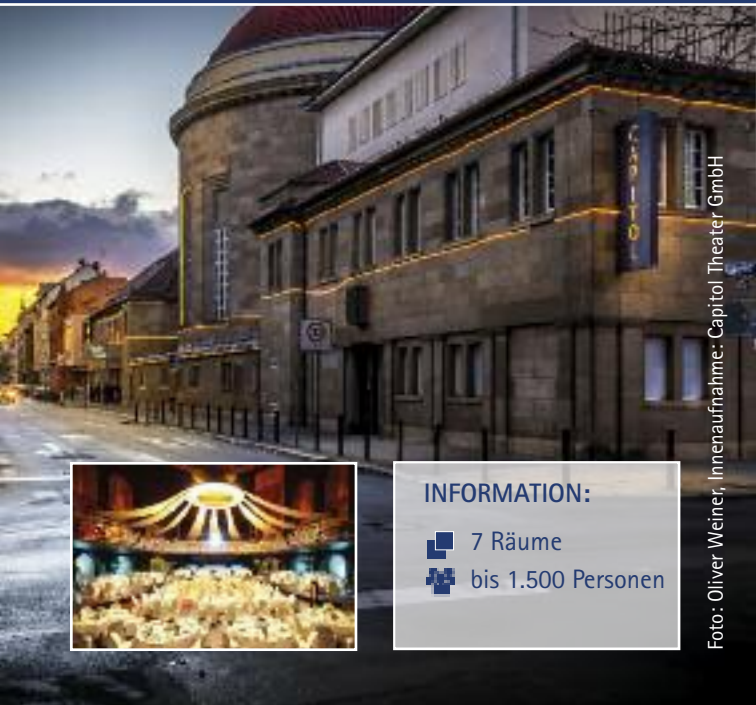 CAPITOL
INFORMATION:
7 Räume
bis 1.500 Personen
Foto: Oliver Weiner, Innenaufnahme: Capitol Theater GmbH